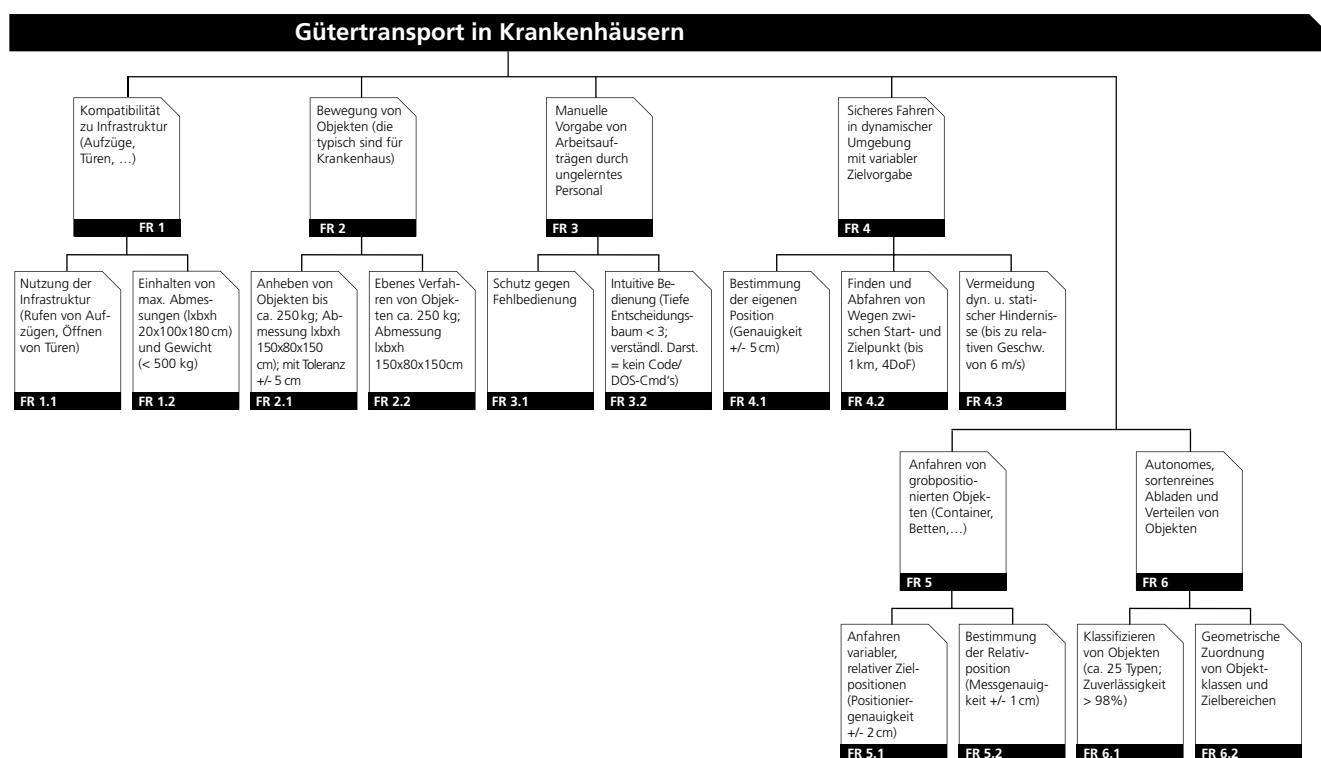 Gütertransport in Krankenhäusern
Kompatibilität
zu Infrastruktur
(Aufzüge,
Türen, …)
FR 1
Bewegung von
Objekten (die
typisch sind für
Krankenhaus)
FR 2
Manuelle
Vorgabe von
Arbeitsauf-
trägen durch
ungelerntes
Personal
FR 3
Sicheres Fahren
in dynamischer
Umgebung
mit variabler
Zielvorgabe
FR 4
Nutzung der
Infrastruktur
(Rufen von Auf-
zügen, Öffnen
von Türen)
FR 1.1
Einhalten von
max. Abmes-
sungen (lxbxh
20x100x180 cm)
und Gewicht
(< 500 kg)
FR 1.2
Anheben von
Objekten bis
ca. 250 kg; Ab-
messung lxbxh
150x80x150
cm); mit Toleranz
+/- 5 cm
FR 2.1
Ebenes Verfah-
ren von Objek-
ten ca. 250 kg;
Abmessung
lxbxh
150x80x150cm
FR 2.2
Schutz gegen
Fehlbedienung
FR 3.1
Intuitive Be-
dienung (Tiefe
Entscheidungs-
baum < 3;
verständl. Darst.
= kein Code/
DOS-Cmd's)
FR 3.2
Bestimmung
der eigenen
Position
(Genauigkeit
+/- 5 cm)
FR 4.1
Finden und
Abfahren von
Wegen zwi-
schen Start- und
Zielpunkt (bis
1 km, 4DoF)
FR 4.2
Vermeidung
dyn. u. stati-
scher Hindernis-
se (bis zu rela-
tiven Geschw.
von 6 m/s)
FR 4.3
Anfahren von
grobpositio-
nierten Objek-
ten (Container,
Betten,…)
FR 5
Autonomes,
sortenreines
Abladen und
Verteilen von
Objekten
FR 6
Anfahren
variabler,
relativer Ziel-
positionen
(Positionier-
genauigkeit
+/- 2 cm)
FR 5.1
Bestimmung
der Relativ-
position
(Messgenauig-
keit +/- 1 cm)
FR 5.2
Klassifizieren
von Objekten
(ca. 25 Typen;
Zuverlässigkeit
> 98%)
FR 6.1
Geometrische
Zuordnung
von Objekt-
klassen und
Zielbereichen
FR 6.2